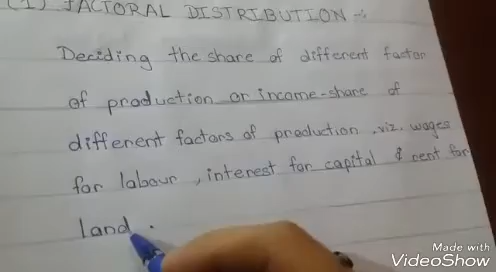 (1) FACTORAL DISTRIBUTION :-
Deciding the share of different factor
of production or income-share of
different factors of production, viz. wages
for labour, interest for capital & rent for
land.
Made with
VideoShow